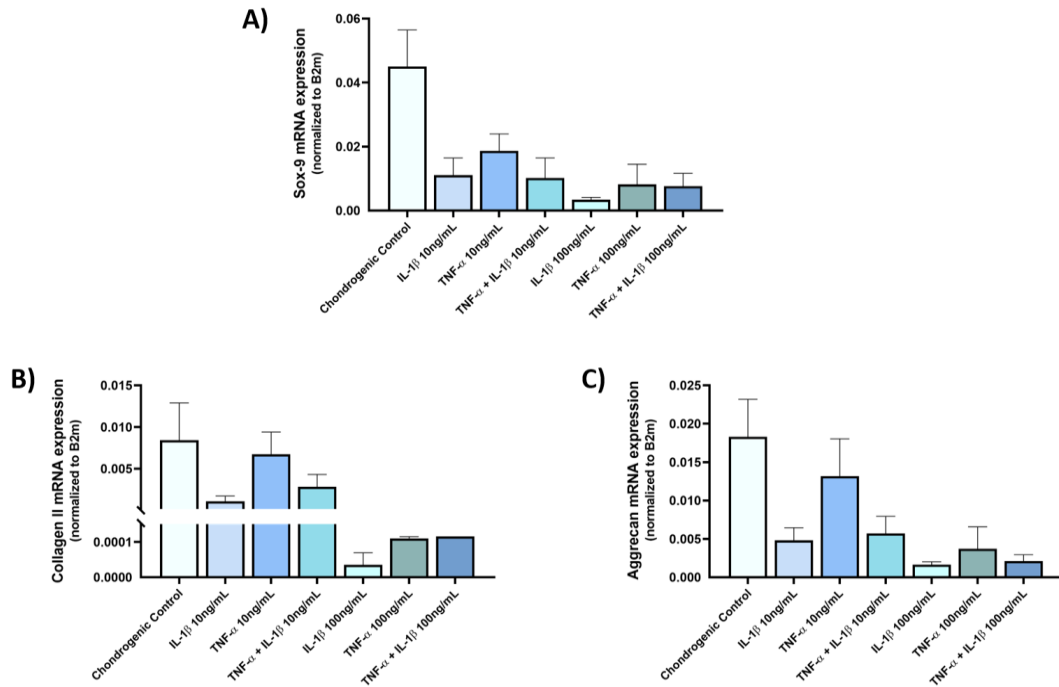 A)
Sox-9 mRNA expression
(normalized to B2m)
0.06
0.04
0.02
0.00
Chondrogenic Control
IL-1β 10ng/mL
TNF-α 10ng/mL
TNF-α + IL-1β 10ng/mL
IL-1β 100ng/mL
TNF-α 100ng/mL
TNF-α + IL-1β 100ng/mL
B)
Collagen II mRNA expression
(normalized to B2m)
0.015
0.010
0.005
0.0001
0.0000
Chondrogenic Control
IL-1β 10ng/mL
TNF-α 10ng/mL
TNF-α + IL-1β 10ng/mL
IL-1β 100ng/mL
TNF-α 100ng/mL
TNF-α + IL-1β 100ng/mL
C)
Aggrecan mRNA expression
(normalized to B2m)
0.025
0.020
0.015
0.010
0.005
0.000
Chondrogenic Control
IL-1β 10ng/mL
TNF-α 10ng/mL
TNF-α + IL-1β 10ng/mL
IL-1β 100ng/mL
TNF-α 100ng/mL
TNF-α + IL-1β 100ng/mL